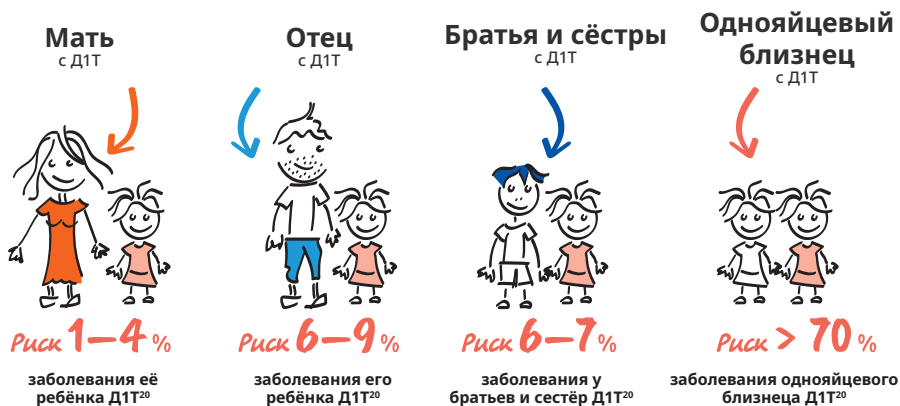 Мать
с Д1Т
Риск 1–4 %
заболевания её
ребёнка Д1Т²⁰
Отец
с Д1Т
Риск 6–9 %
заболевания его
ребёнка Д1Т²⁰
Братья и сёстры
с Д1Т
Риск 6–7 %
заболевания у
братьев и сестёр Д1Т²⁰
Однояйцевый
близнец
с Д1Т
Риск > 70 %
заболевания однояйцевого
близнеца Д1Т²⁰